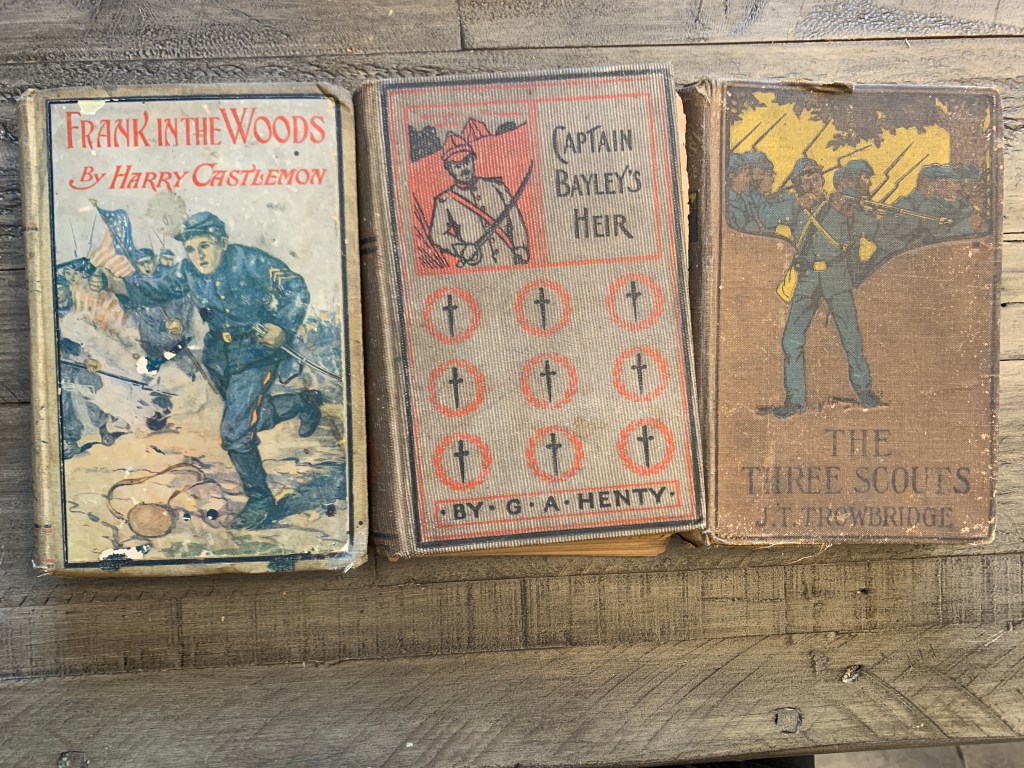 FRANK IN THE WOODS
BY HARRY CASTLEMON
CAPTAIN
BAYLEY'S
HEIR
·BY·G·A·HENTY·
THE
THREE SCOUTS
J.T. TROWBRIDGE